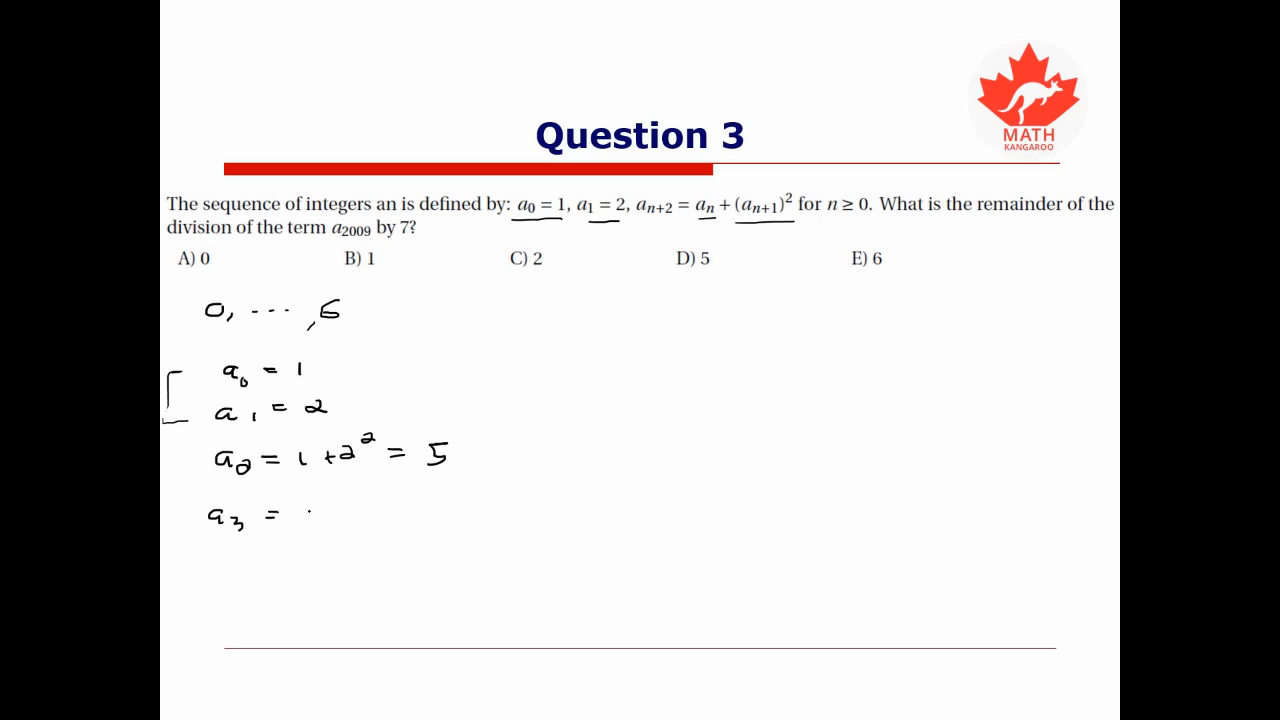 MATH
KANGAROO
Question 3
The sequence of integers an is defined by: a₀ = 1, a₁ = 2, aₙ₊₂ = aₙ + (aₙ₊₁)² for n ≥ 0. What is the remainder of the
division of the term a₂₀₀₉ by 7?
A) 0 B) 1 C) 2 D) 5 E) 6
0, ... , 6
a₀ = 1
a₁ = 2
a₂ = 1 + 2² = 5
a₃ =